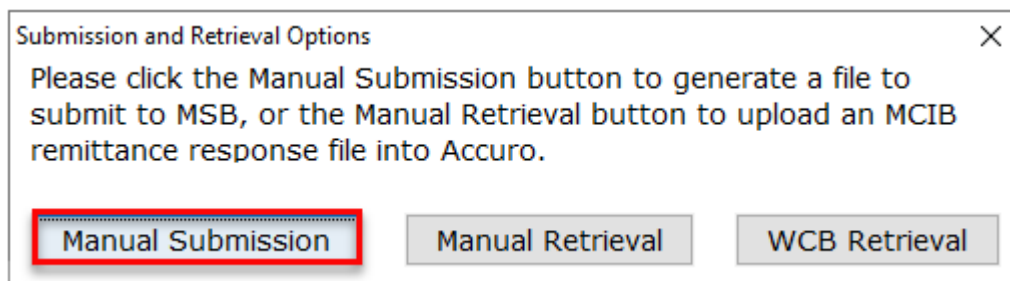 Submission and Retrieval Options
Please click the Manual Submission button to generate a file to
submit to MSB, or the Manual Retrieval button to upload an MCIB
remittance response file into Accuro.
Manual Submission Manual Retrieval WCB Retrieval